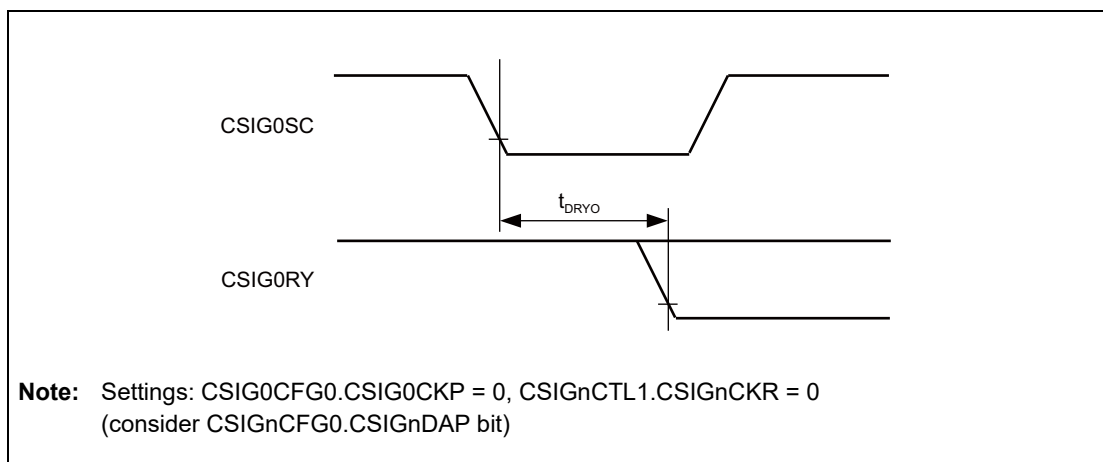 CSIG0SC
tDRYO
CSIG0RY
Note: Settings: CSIG0CFG0.CSIG0CKP = 0, CSIGnCTL1.CSIGnCKR = 0
(consider CSIGnCFG0.CSIGnDAP bit)